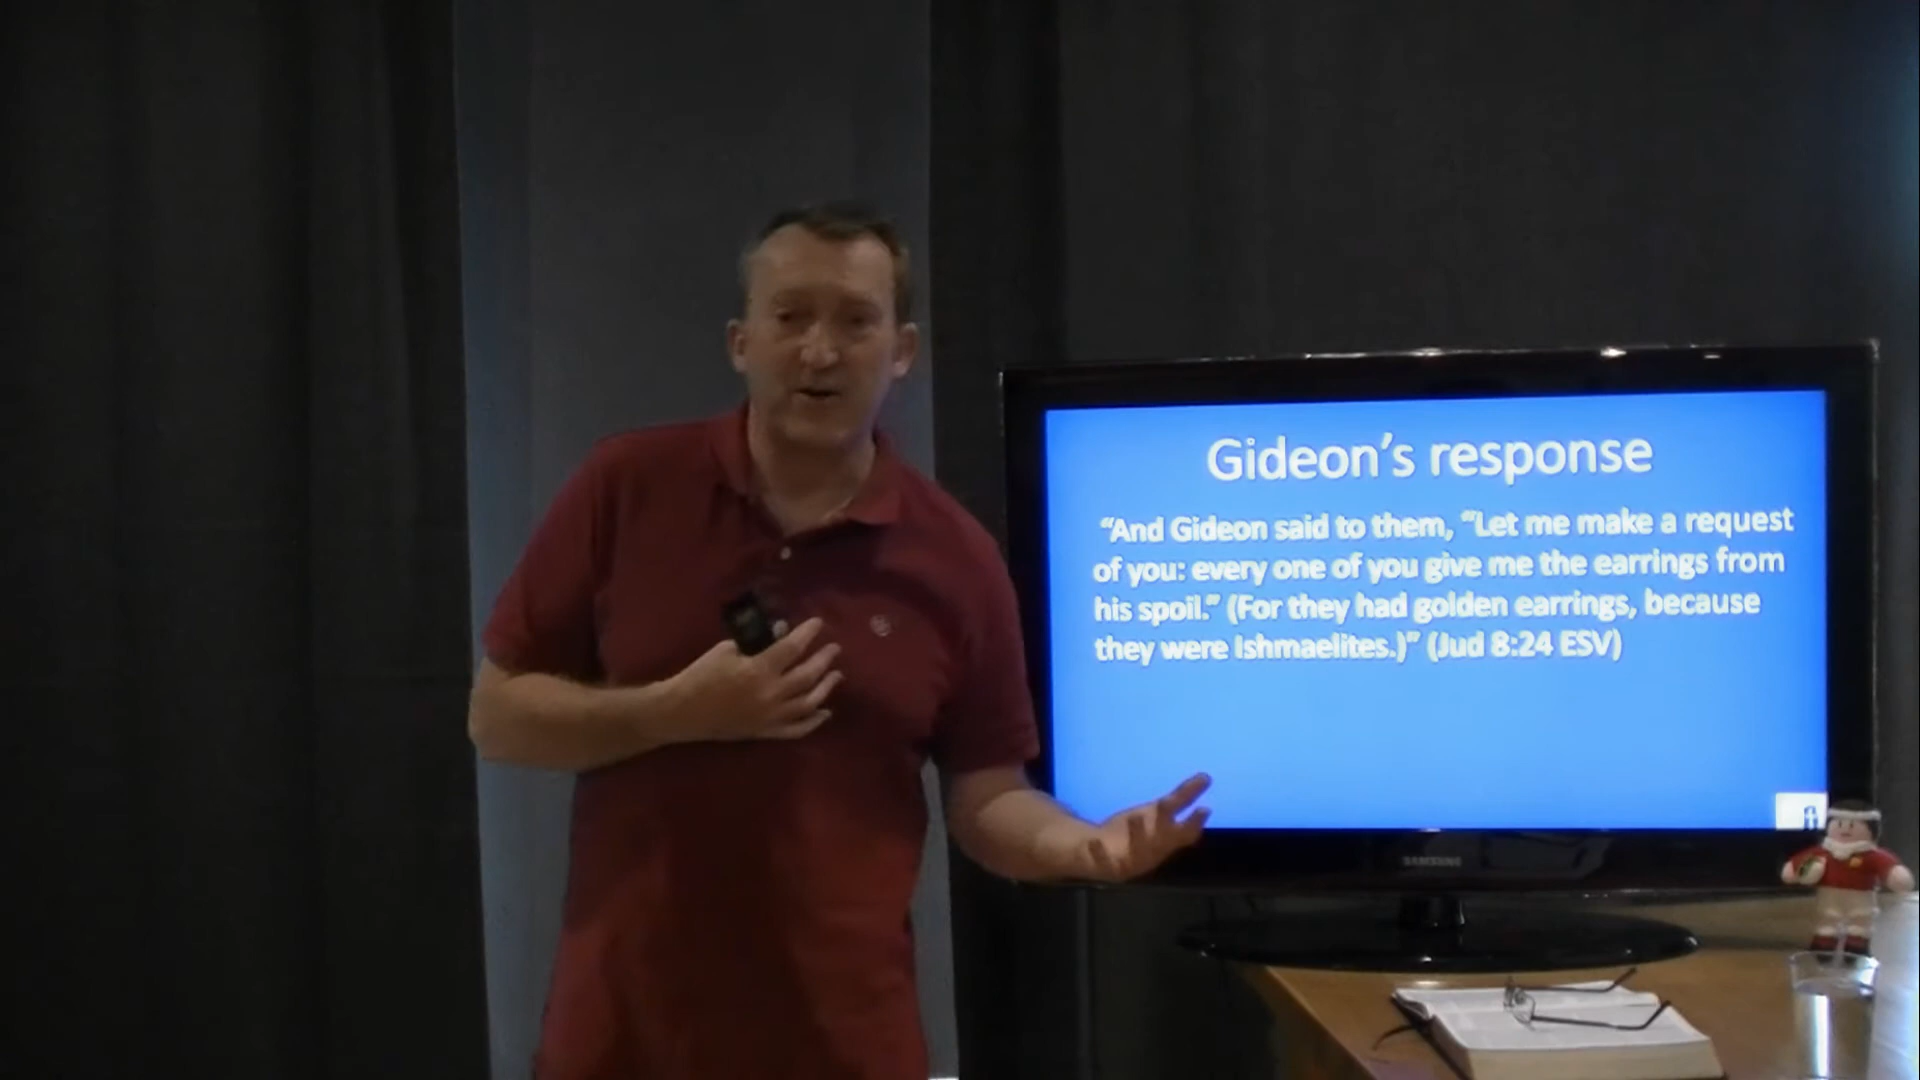 Gideon’s response
“And Gideon said to them, “Let me make a request
of you: every one of you give me the earrings from
his spoil.” (For they had golden earrings, because
they were Ishmaelites.)” (Jud 8:24 ESV)
SAMSUNG